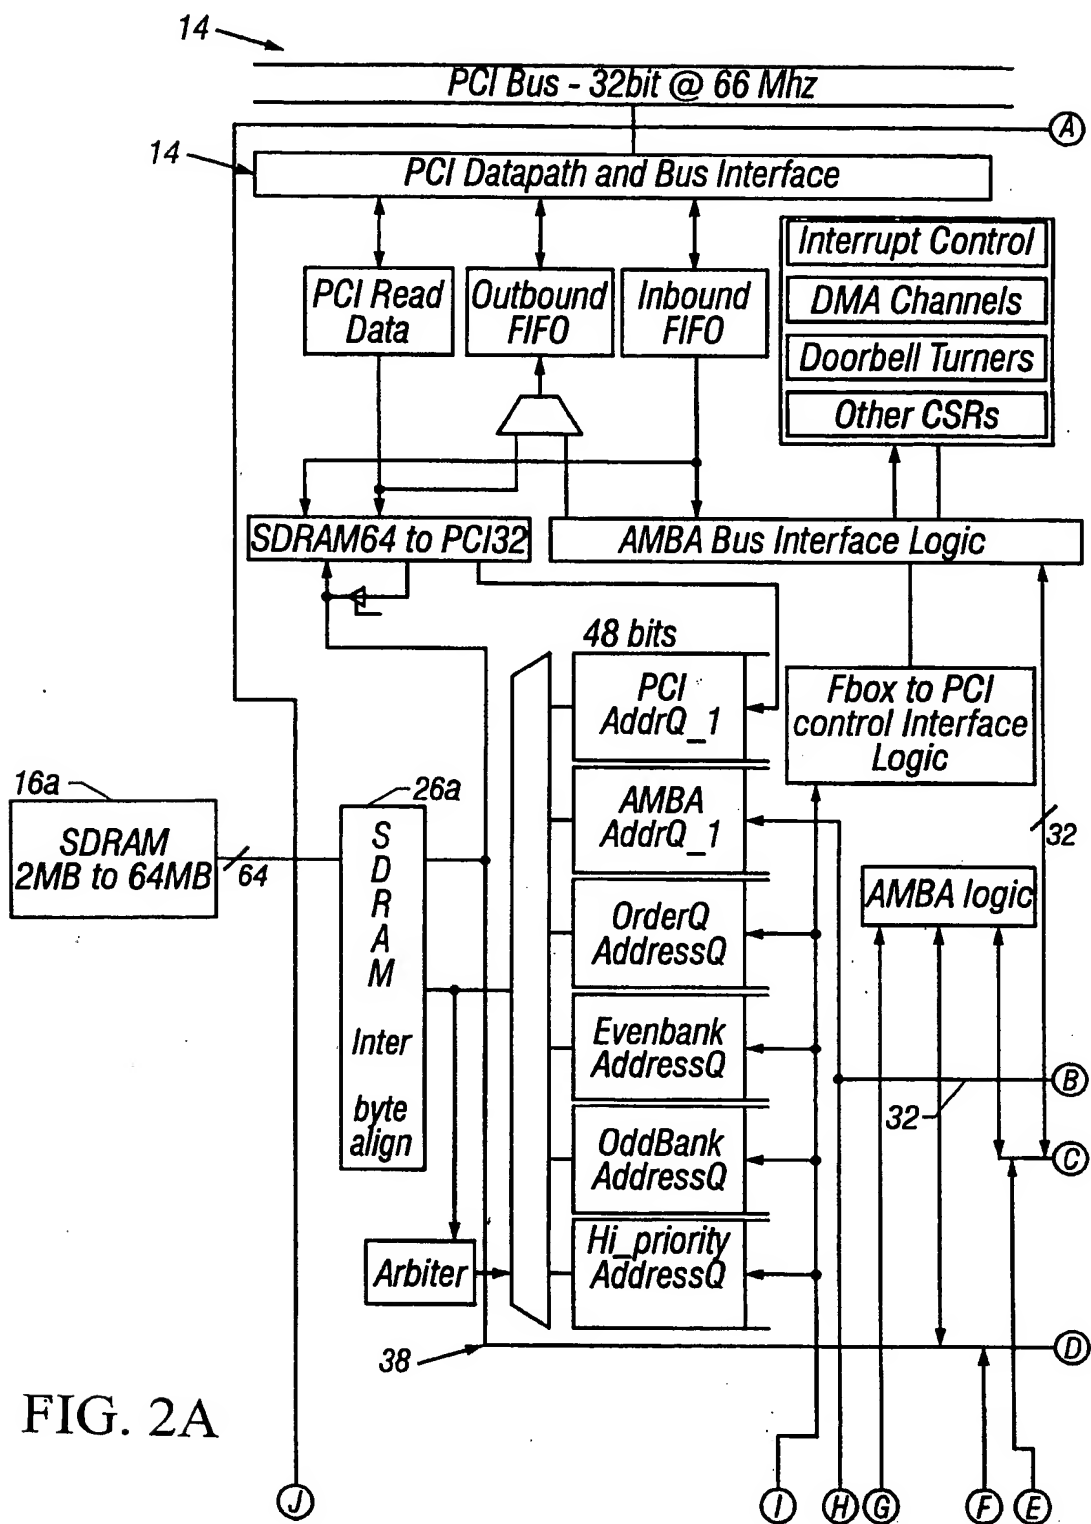 14
PCI Bus - 32bit @ 66 Mhz
A
14
PCI Datapath and Bus Interface
PCI Read
Data
Outbound
FIFO
Inbound
FIFO
Interrupt Control
DMA Channels
Doorbell Turners
Other CSRs
SDRAM64 to PCI32
AMBA Bus Interface Logic
48 bits
PCI
AddrQ_1
Fbox to PCI
control Interface
Logic
16a
SDRAM
2MB to 64MB
64
26a
S
D
R
A
M
Inter
byte
align
AMBA
AddrQ_1
32
AMBA logic
OrderQ
AddressQ
Evenbank
AddressQ
B
32
OddBank
AddressQ
C
Hi_priority
AddressQ
Arbiter
38
D
FIG. 2A
J
I
H
G
F
E